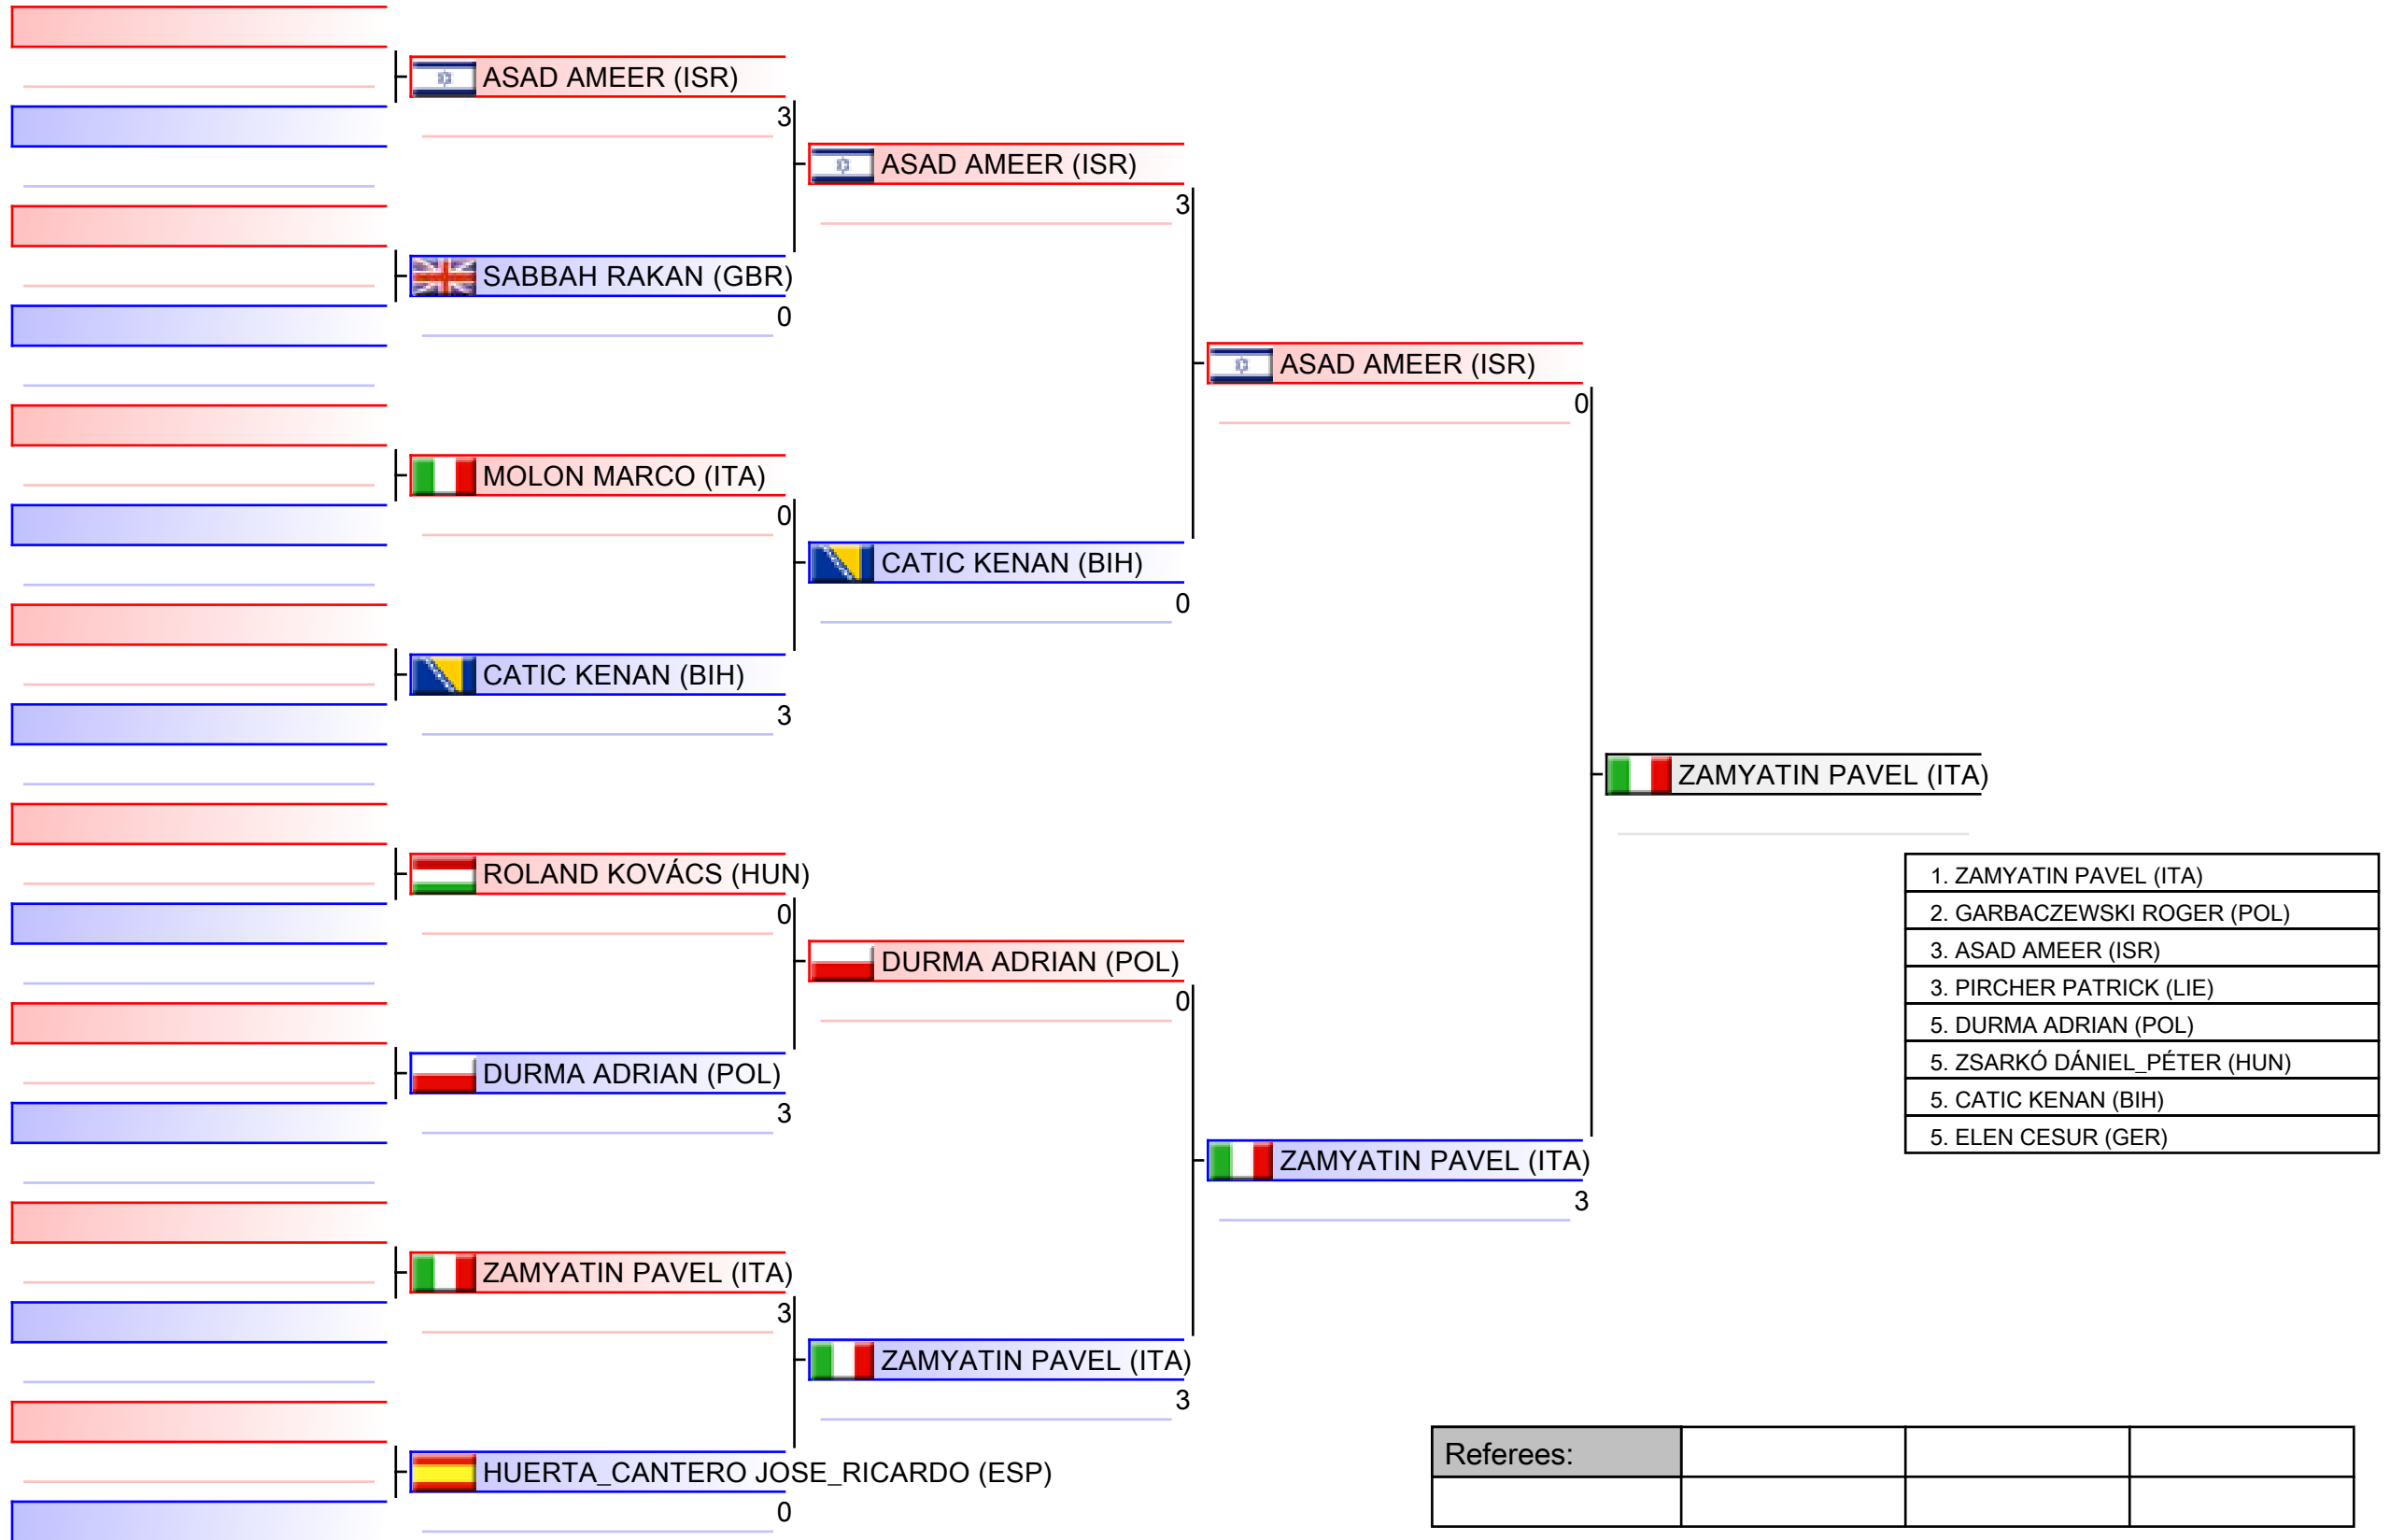 ASAD AMEER (ISR)
3
SABBAH RAKAN (GBR)
0
MOLON MARCO (ITA)
0
CATIC KENAN (BIH)
3
ROLAND KOVÁCS (HUN)
0
DURMA ADRIAN (POL)
3
ZAMYATIN PAVEL (ITA)
3
HUERTA_CANTERO JOSE_RICARDO (ESP)
0
ASAD AMEER (ISR)
3
CATIC KENAN (BIH)
0
DURMA ADRIAN (POL)
0
ZAMYATIN PAVEL (ITA)
3
ASAD AMEER (ISR)
0
ZAMYATIN PAVEL (ITA)
3
ZAMYATIN PAVEL (ITA)
1. ZAMYATIN PAVEL (ITA)
2. GARBACZEWSKI ROGER (POL)
3. ASAD AMEER (ISR)
3. PIRCHER PATRICK (LIE)
5. DURMA ADRIAN (POL)
5. ZSARKÓ DÁNIEL_PÉTER (HUN)
5. CATIC KENAN (BIH)
5. ELEN CESUR (GER)
Referees: